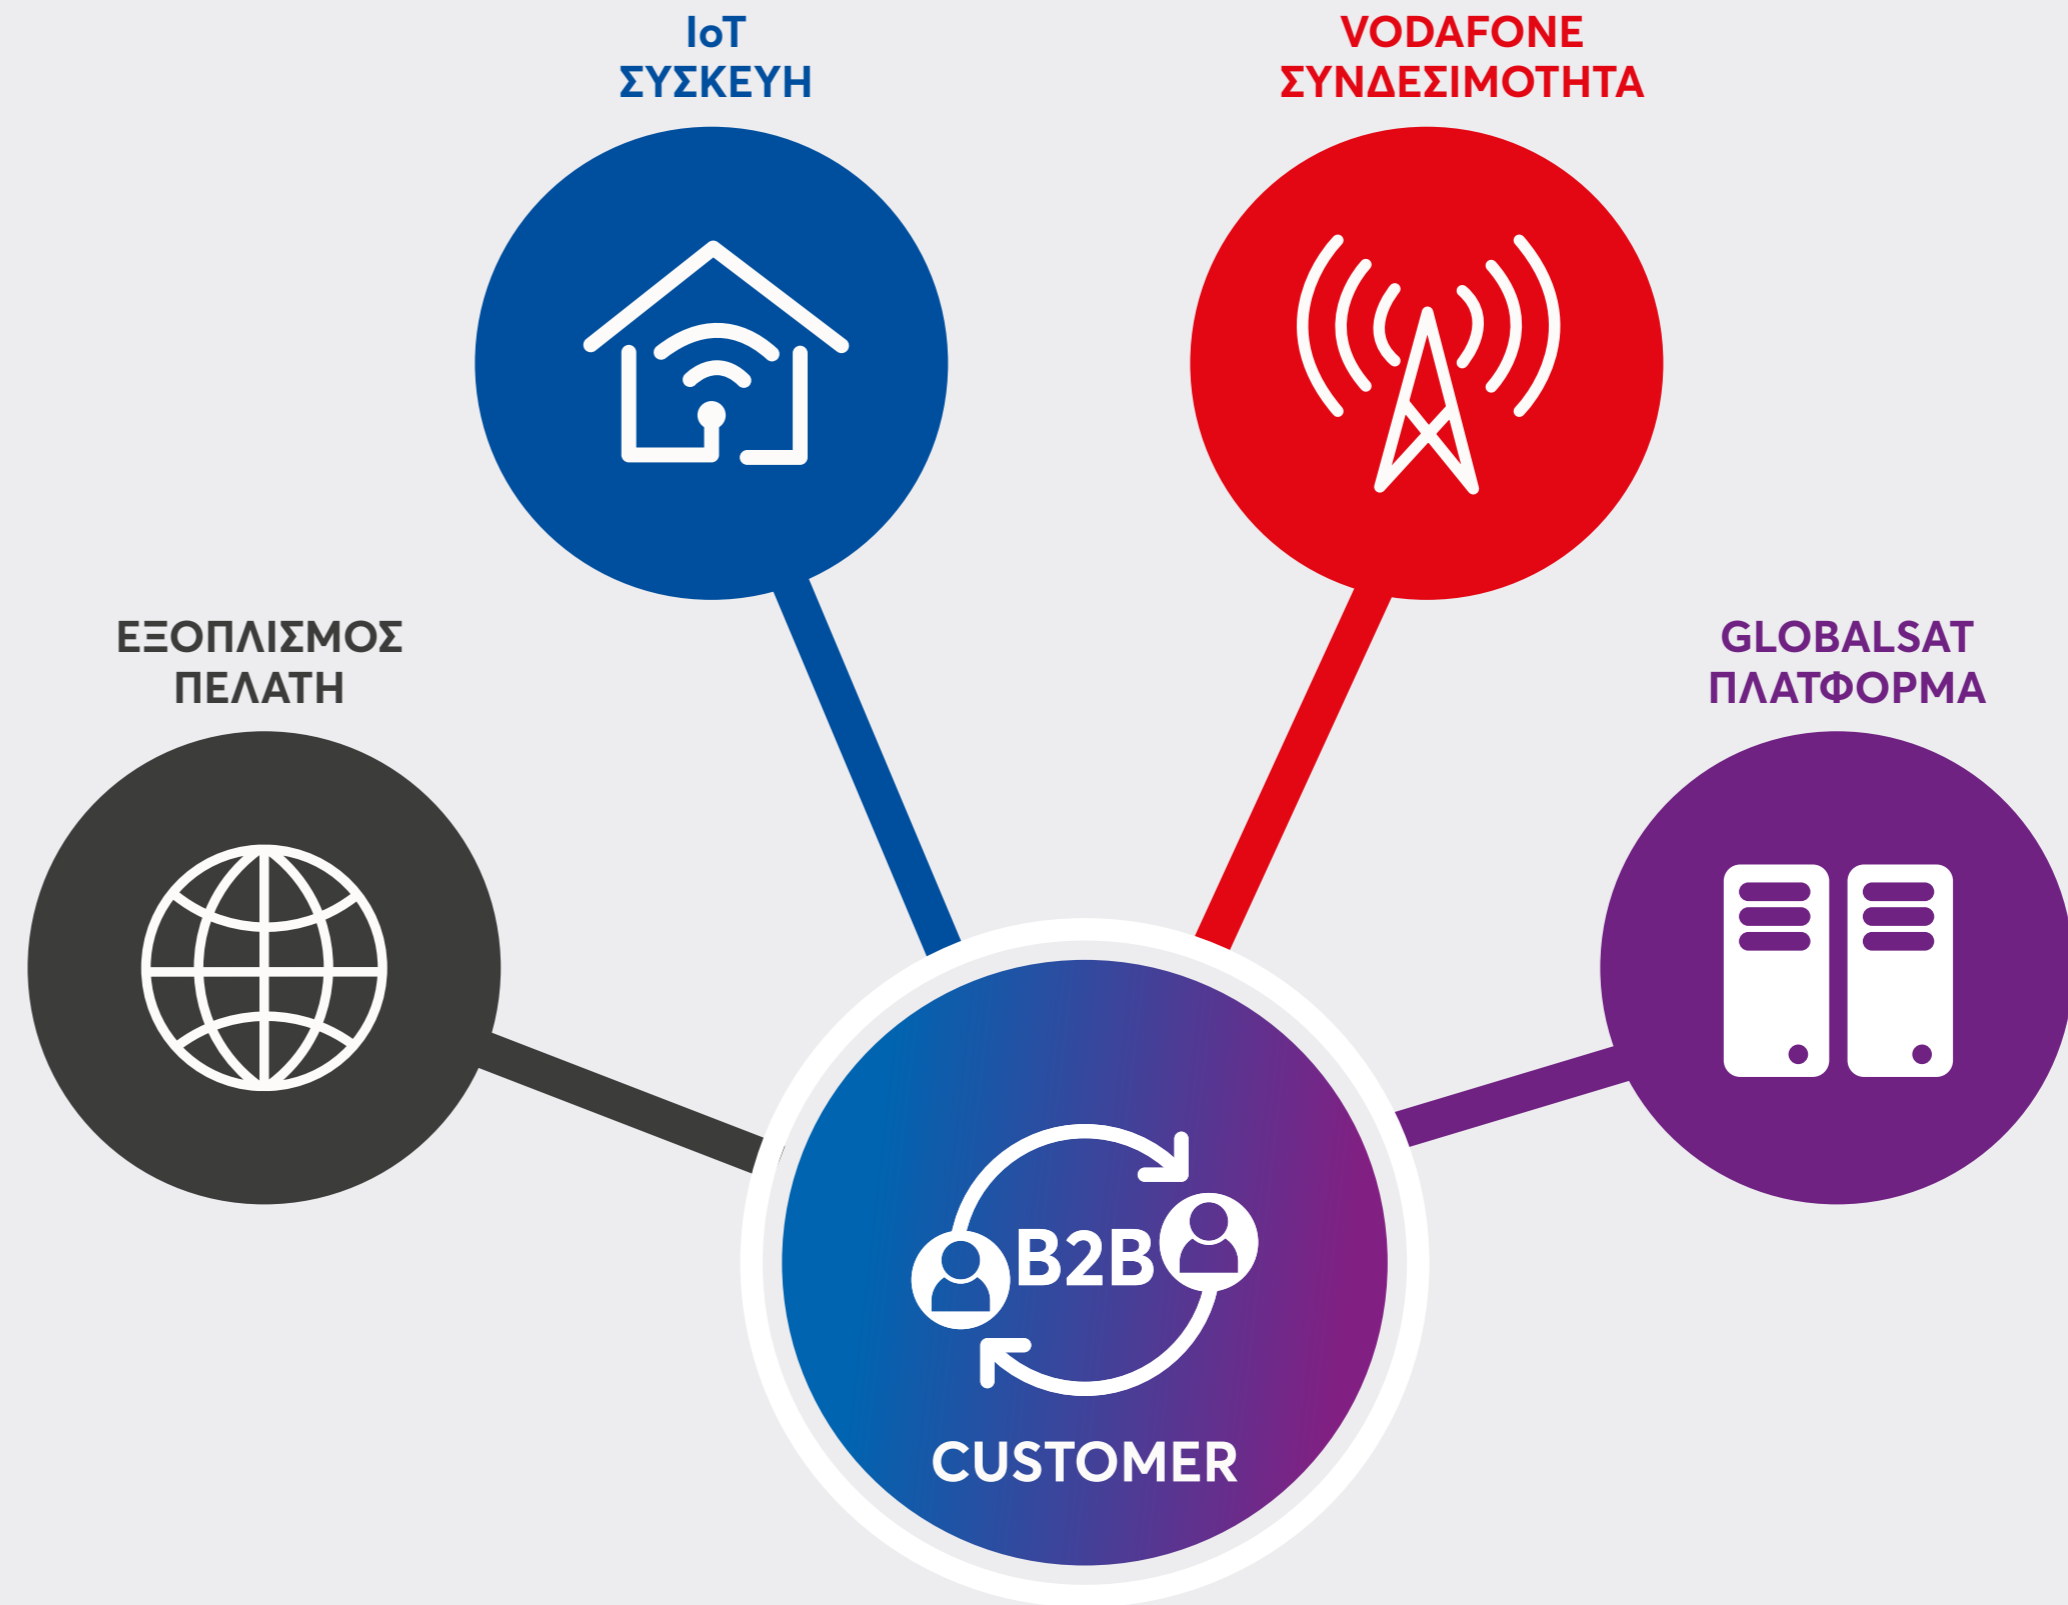 IoT
ΣΥΣΚΕΥΗ
VODAFONE
ΣΥΝΔΕΣΙΜΟΤΗΤΑ
ΕΞΟΠΛΙΣΜΟΣ
ΠΕΛΑΤΗ
GLOBALSAT
ΠΛΑΤΦΟΡΜΑ
B2B
CUSTOMER